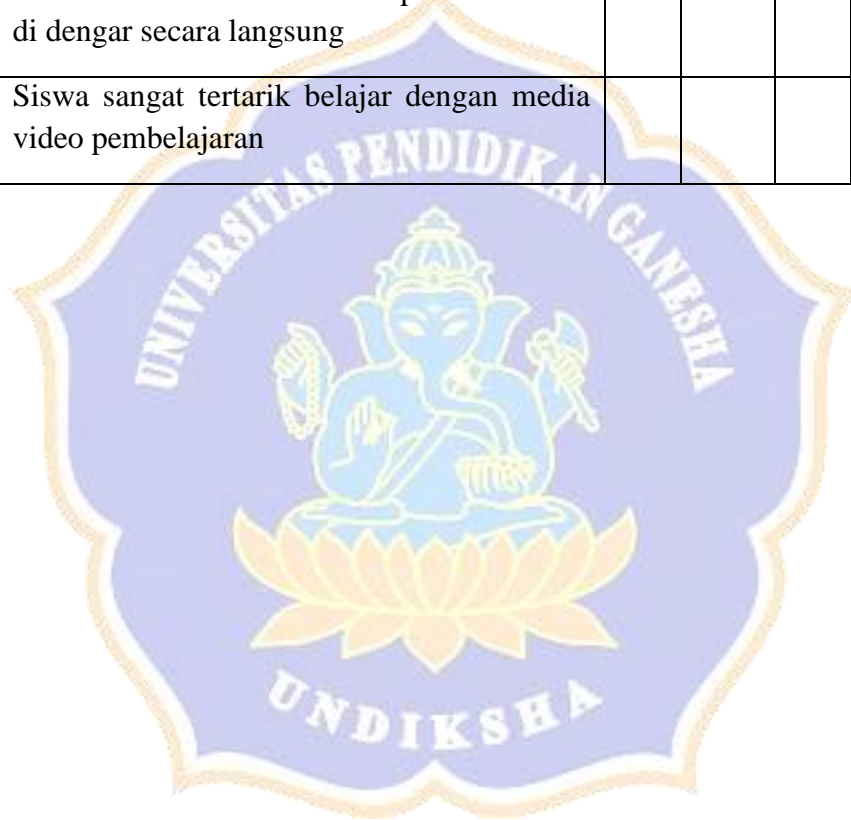 di dengar secara langsung
Siswa sangat tertarik belajar dengan media
video pembelajaran
UNIVERSITAS PENDIDIKAN GANESHA
UNDIKSHA